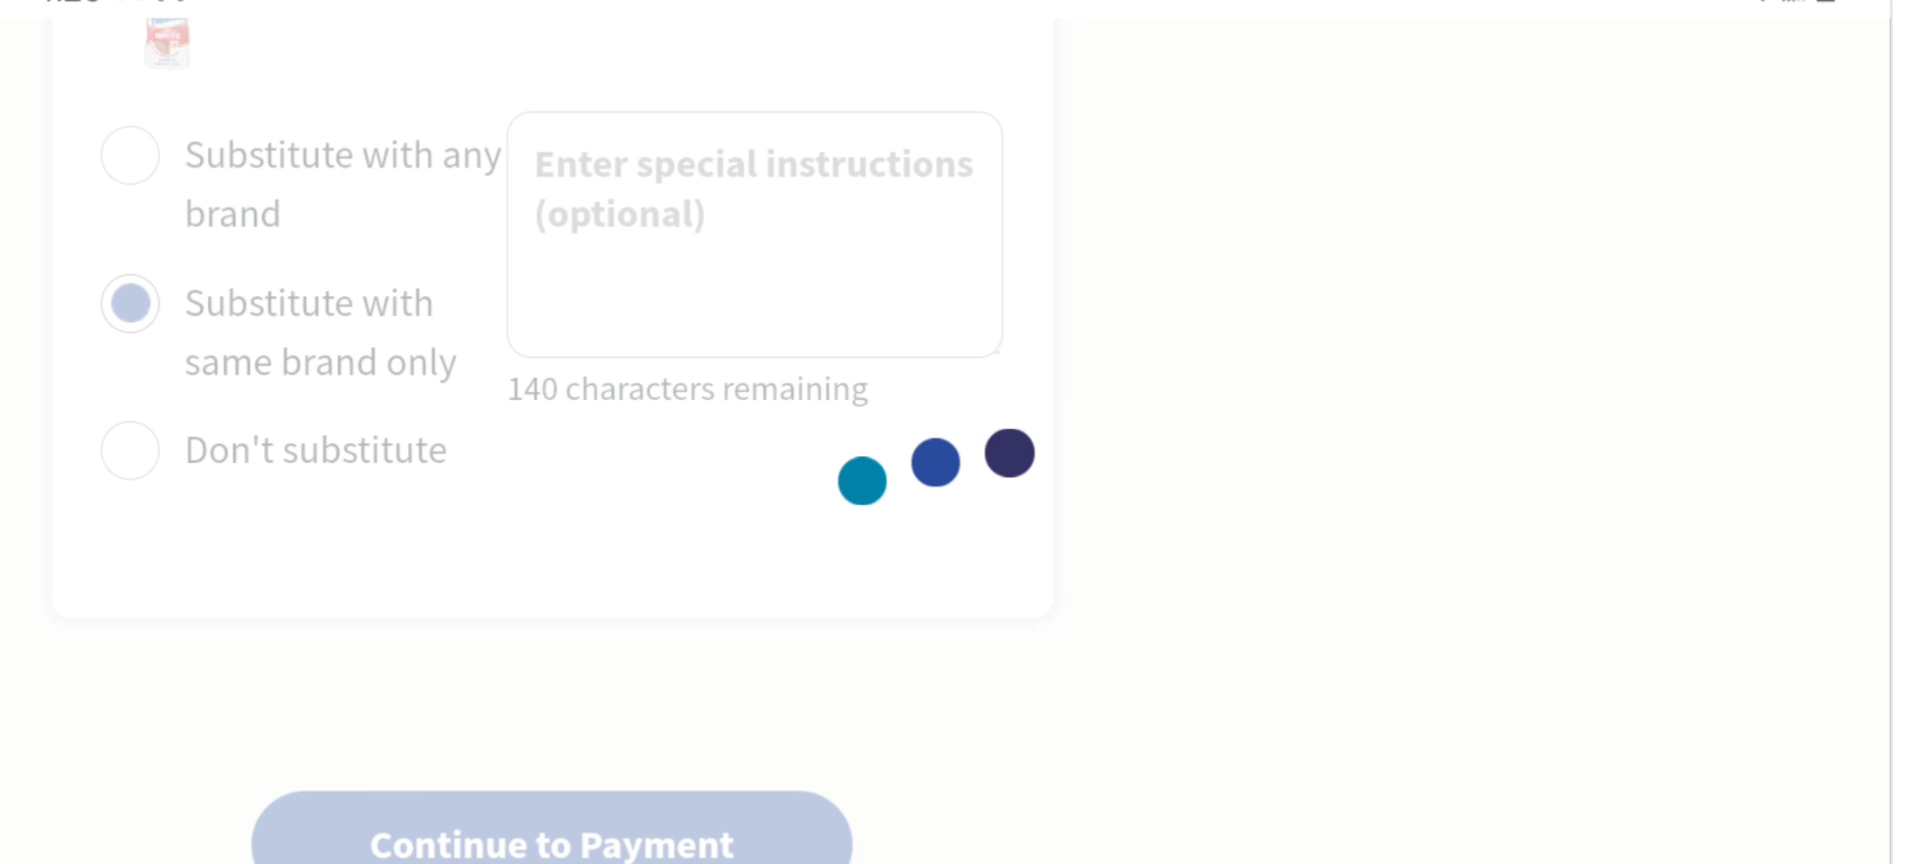 Substitute with any
brand
Enter special instructions
(optional)
Substitute with
same brand only
140 characters remaining
Don't substitute
Continue to Payment